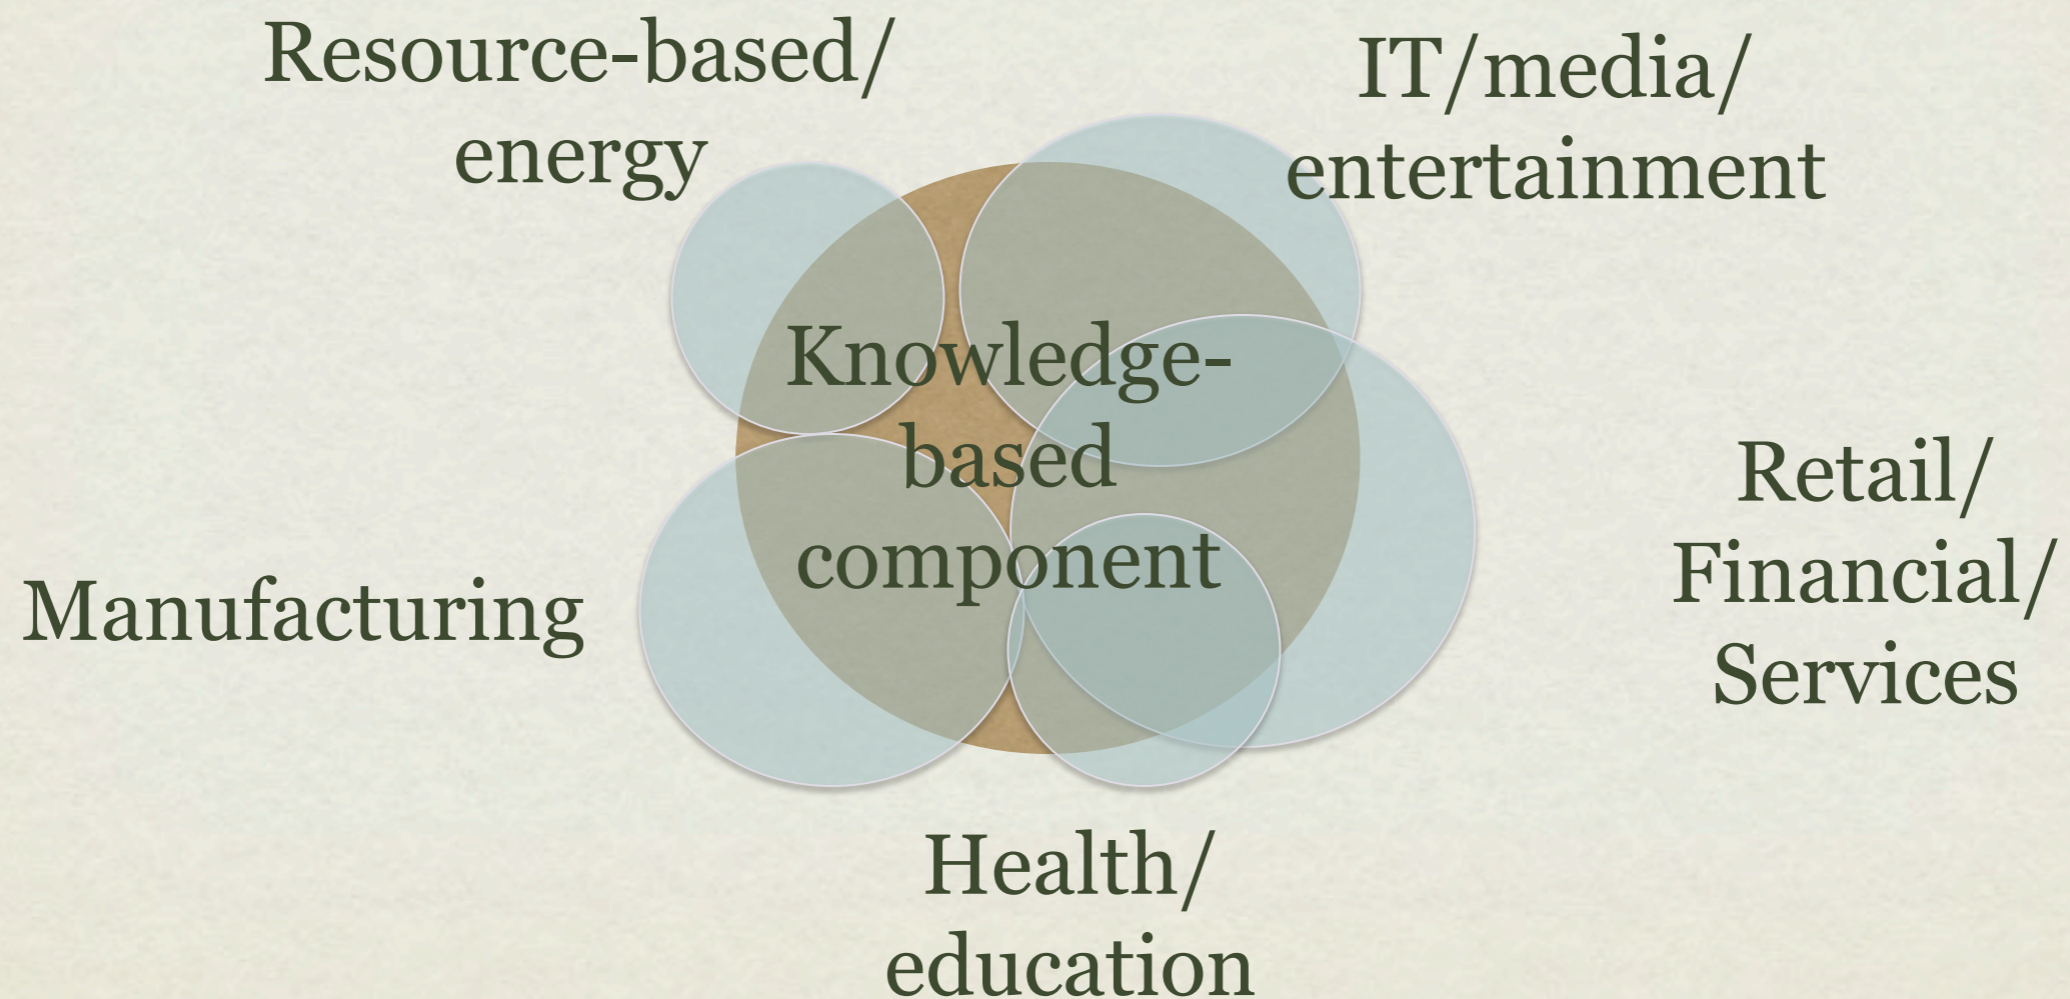 Resource-based/
energy
IT/media/
entertainment
Knowledge-
based
component
Retail/
Financial/
Services
Manufacturing
Health/
education